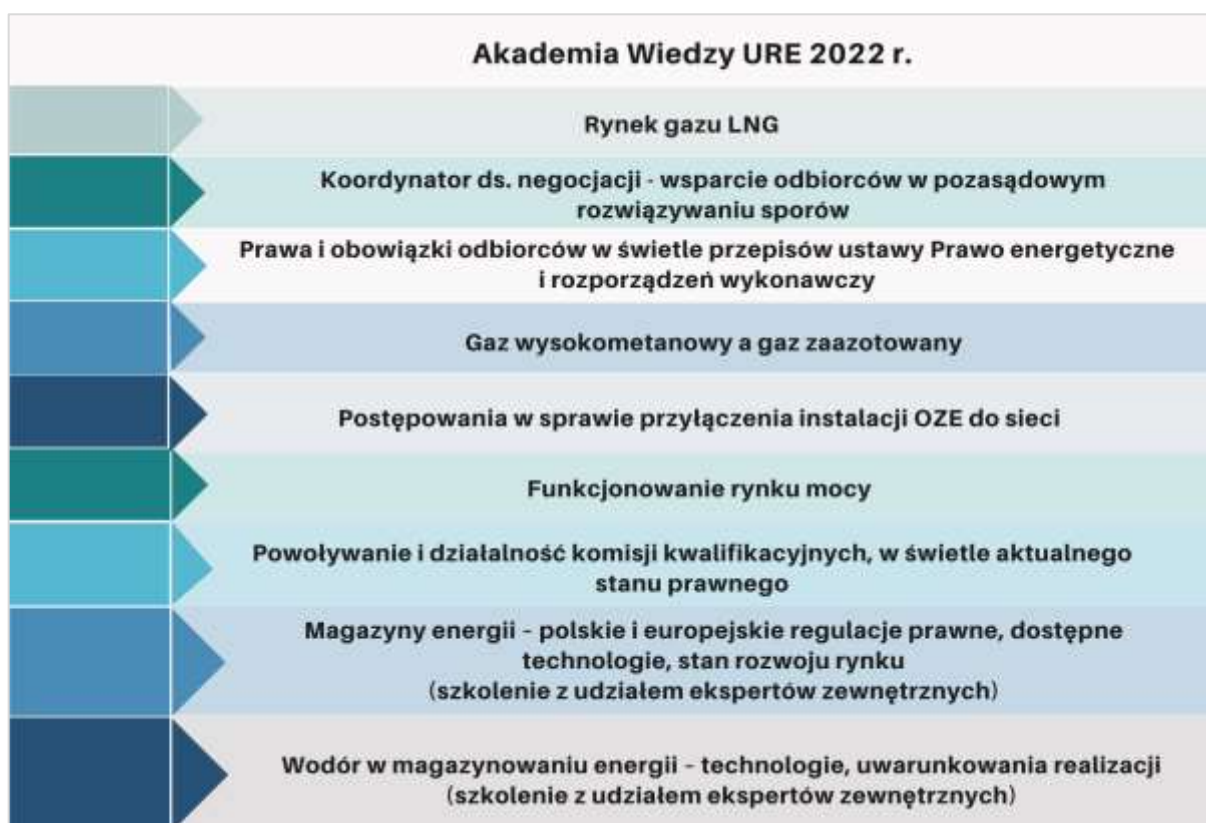 Akademia Wiedzy URE 2022 r.
Rynek gazu LNG
Koordynator ds. negocjacji - wsparcie odbiorców w pozasądowym
rozwiązywaniu sporów
Prawa i obowiązki odbiorców w świetle przepisów ustawy Prawo energetyczne
i rozporządzeń wykonawczy
Gaz wysokometanowy a gaz zaazotowany
Postępowania w sprawie przyłączenia instalacji OZE do sieci
Funkcjonowanie rynku mocy
Powoływanie i działalność komisji kwalifikacyjnych, w świetle aktualnego
stanu prawnego
Magazyny energii – polskie i europejskie regulacje prawne, dostępne
technologie, stan rozwoju rynku
(szkolenie z udziałem ekspertów zewnętrznych)
Wodór w magazynowaniu energii – technologie, uwarunkowania realizacji
(szkolenie z udziałem ekspertów zewnętrznych)